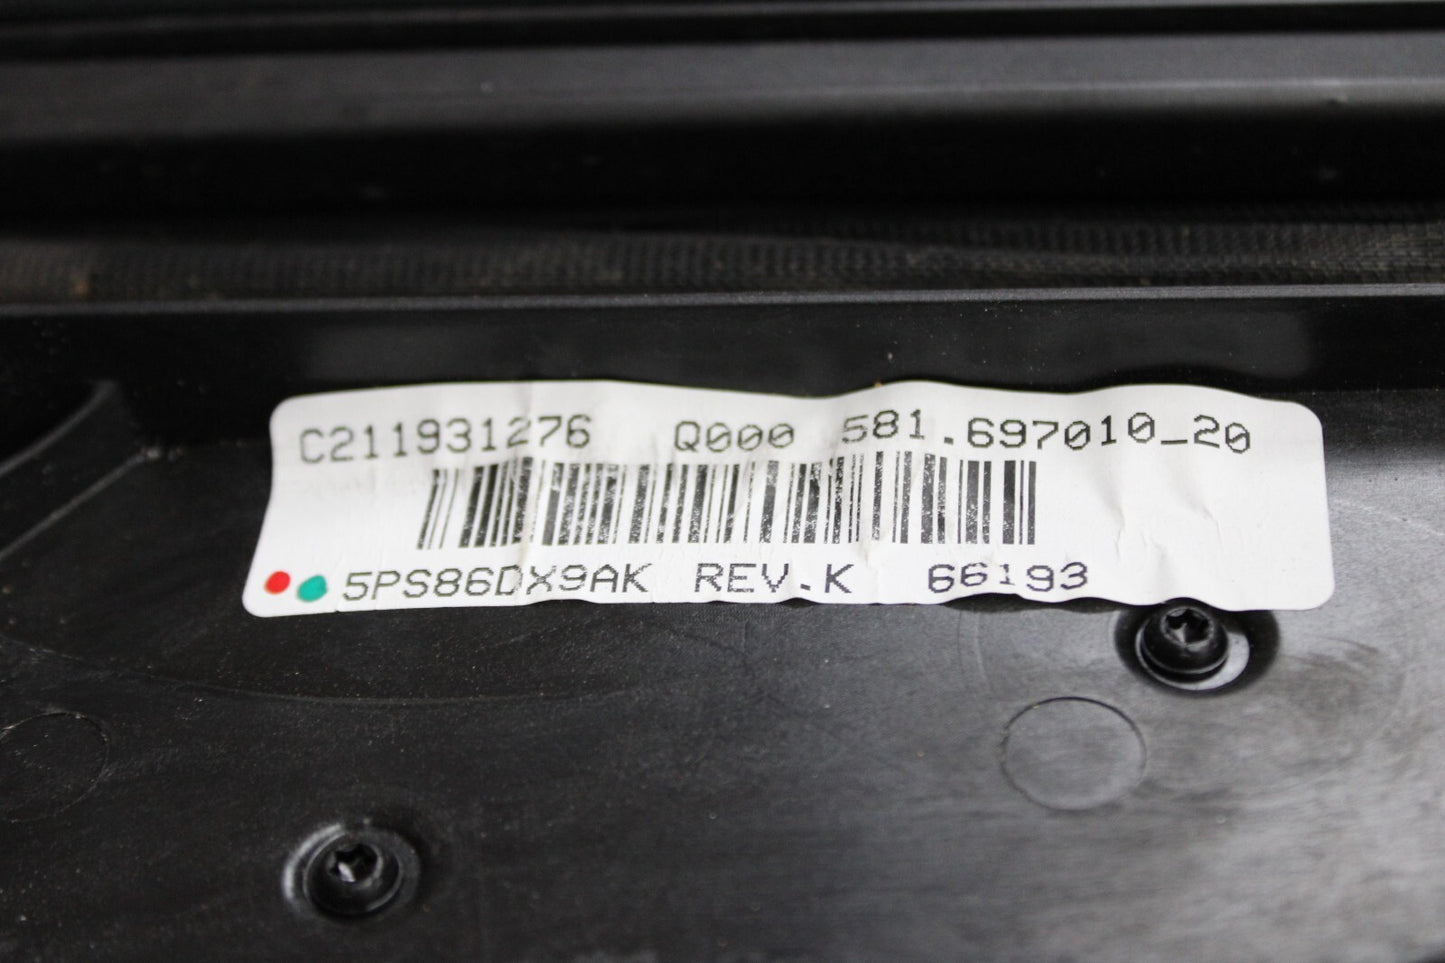 C211931276 Q000 581.697010_20
5PS86DX9AK REV.K 66193